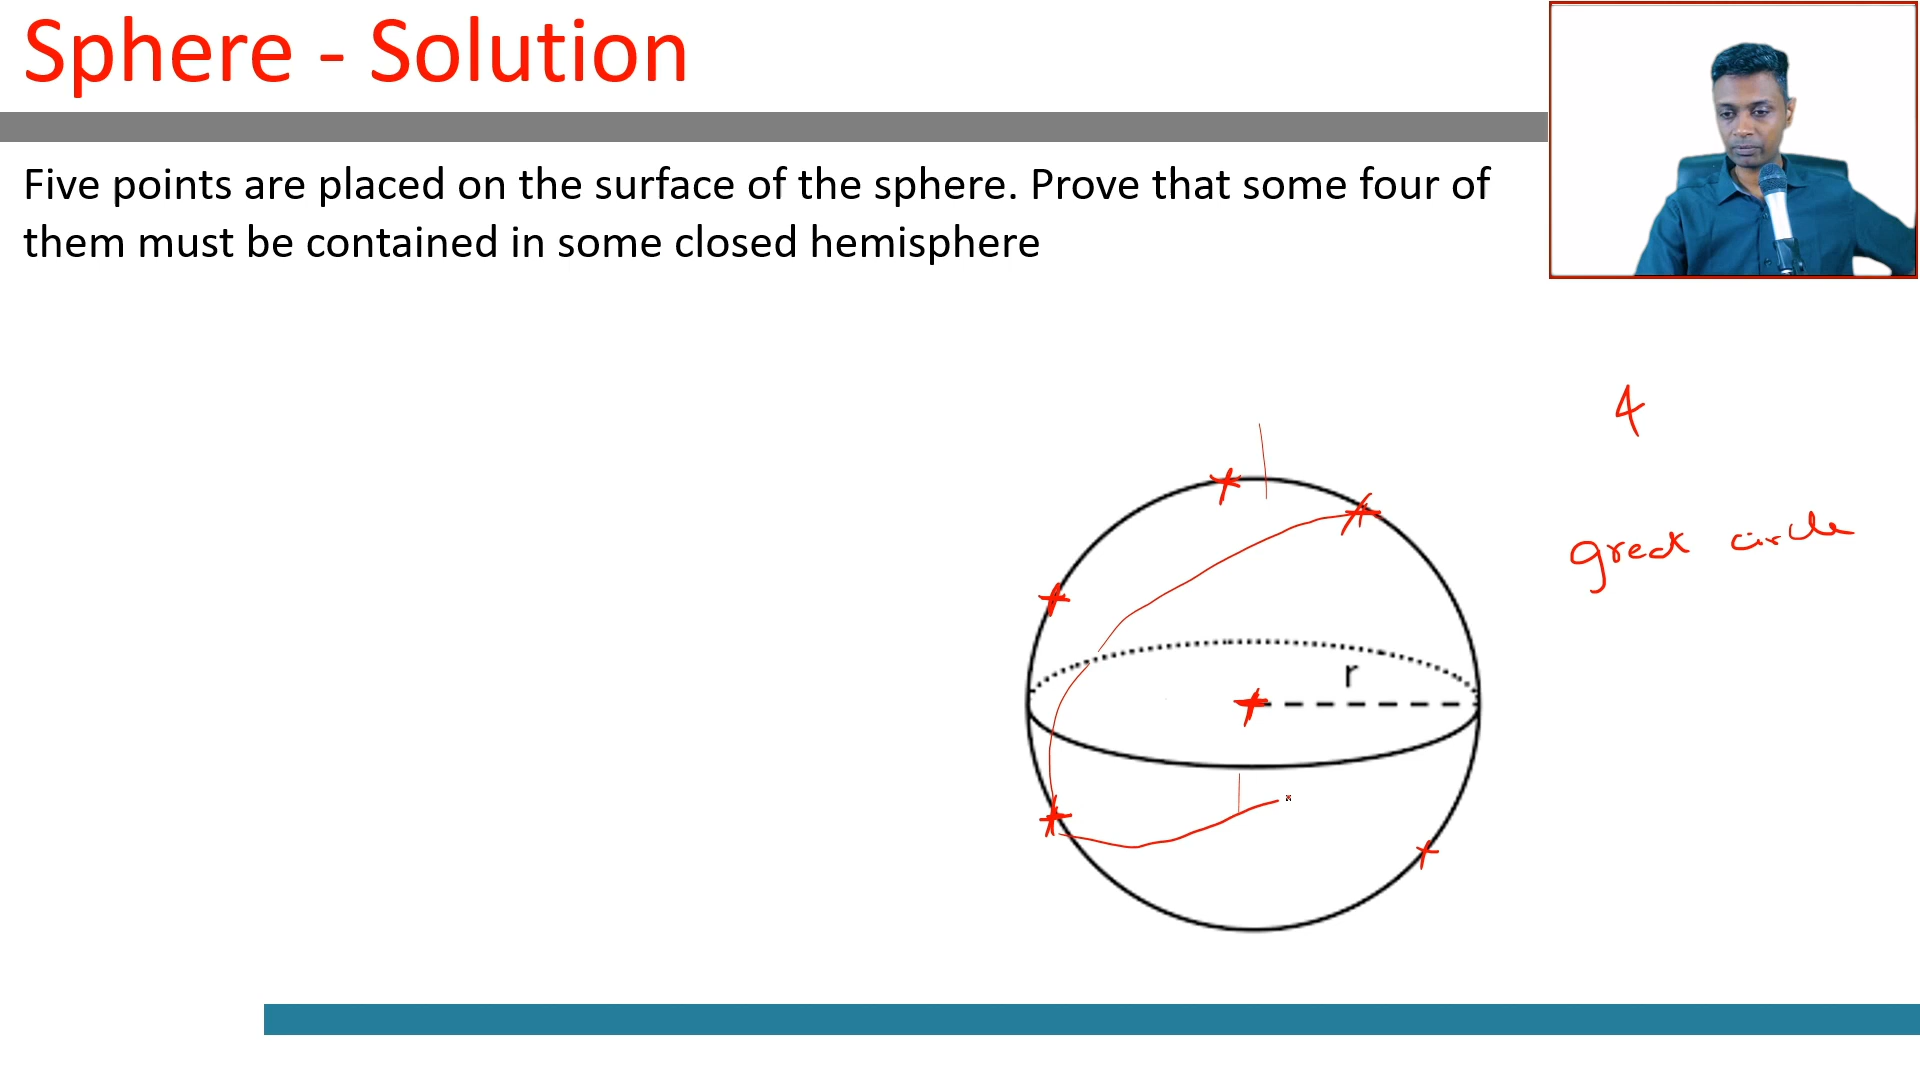 Sphere - Solution
Five points are placed on the surface of the sphere. Prove that some four of
them must be contained in some closed hemisphere
4
great circle
r